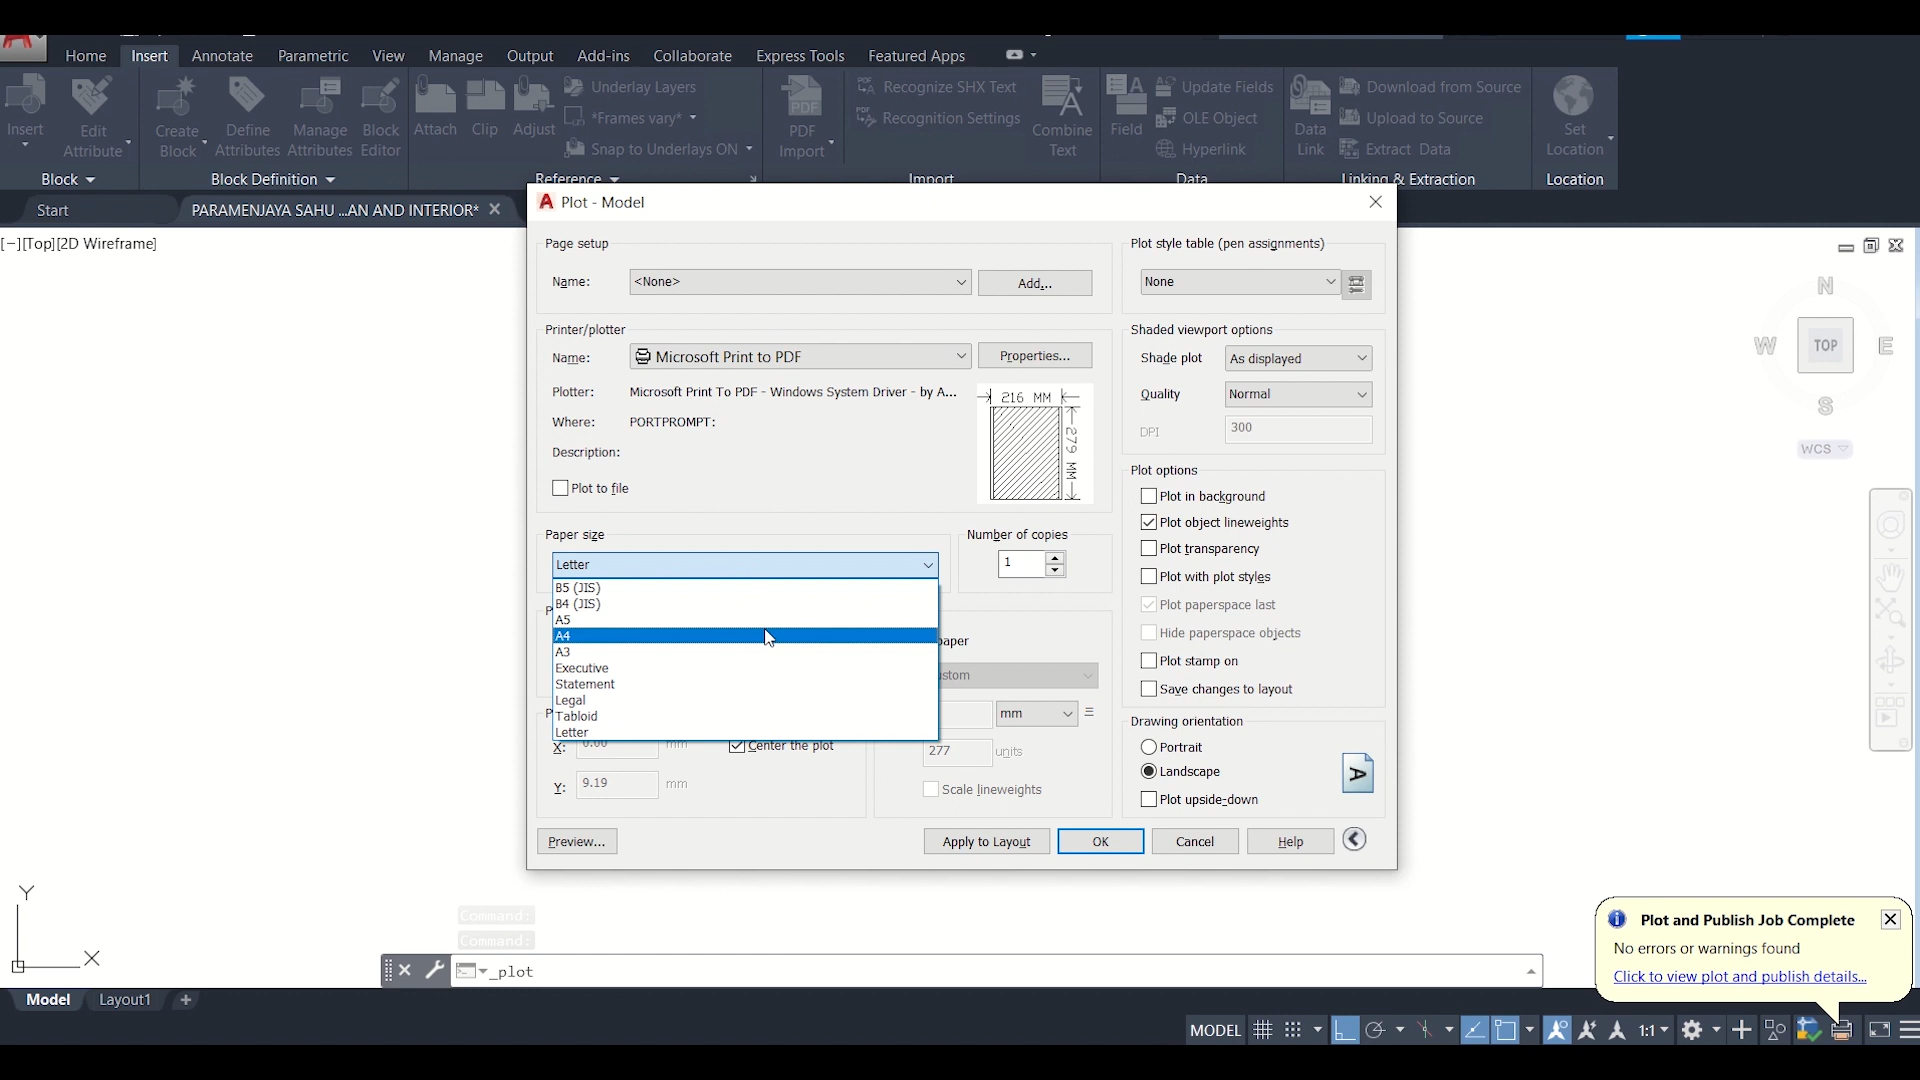 Home Insert Annotate Parametric View Manage Output Add-ins Collaborate Express Tools Featured Apps
Insert
Edit
Attribute
Create
Block
Define
Attributes
Manage
Attributes
Block
Editor
Attach
Clip
Adjust
Underlay Layers
*Frames vary*
Snap to Underlays ON
PDF
Import
Recognize SHX Text
Recognition Settings
Combine
Text
Field
Update Fields
OLE Object
Hyperlink
Data
Link
Download from Source
Upload to Source
Extract Data
Set
Location
Block
Block Definition
Reference
Import
Data
Linking & Extraction
Location
Start
PARAMENJAYA SAHU ...AN AND INTERIOR*
[−][Top][2D Wireframe]
Plot - Model
Page setup
Name: <None> Add...
Printer/plotter
Name: Microsoft Print to PDF Properties...
Plotter: Microsoft Print To PDF - Windows System Driver - by A...
Where: PORTPROMPT:
Description:
Plot to file
216 MM
279 MM
Paper size
Letter
B5 (JIS)
B4 (JIS)
A5
A4
A3
Executive
Statement
Legal
Tabloid
Letter
Number of copies
1
P
paper
stom
P
mm
277 units
Scale lineweights
X: 0.00 mm Center the plot
Y: 9.19 mm
Preview... Apply to Layout OK Cancel Help
Plot style table (pen assignments)
None
Shaded viewport options
Shade plot As displayed
Quality Normal
DPI 300
Plot options
Plot in background
Plot object lineweights
Plot transparency
Plot with plot styles
Plot paperspace last
Hide paperspace objects
Plot stamp on
Save changes to layout
Drawing orientation
Portrait
Landscape
Plot upside-down
A
N
W TOP E
S
WCS
Y
X
Command:
Command:
_plot
Plot and Publish Job Complete
No errors or warnings found
Click to view plot and publish details...
Model Layout1 +
MODEL 1:1